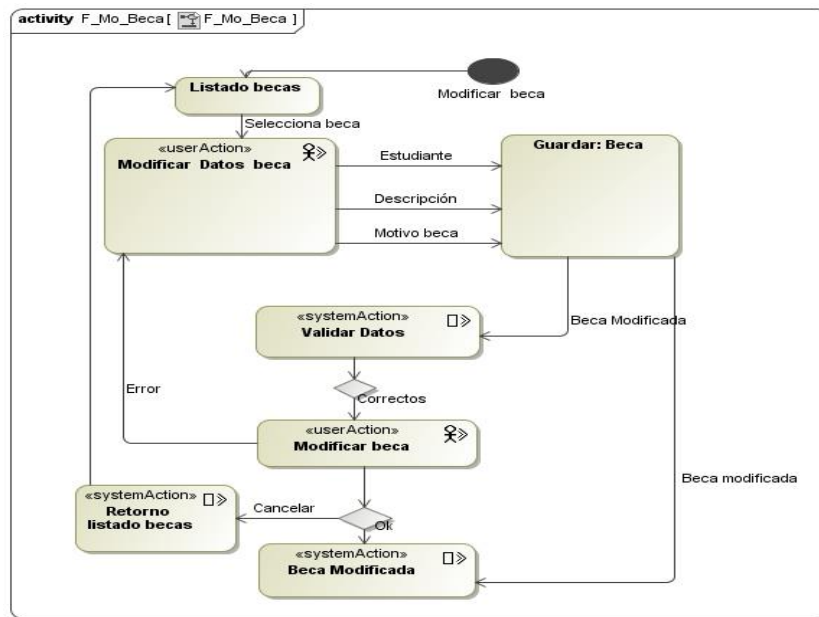 activity F_Mo_Beca [ F_Mo_Beca ]
Listado becas
Modificar beca
Selecciona beca
«userAction»
Modificar Datos beca
Estudiante
Descripción
Motivo beca
Guardar: Beca
«systemAction»
Validar Datos
Beca Modificada
Error
Correctos
«userAction»
Modificar beca
Beca modificada
«systemAction»
Retorno
listado becas
Cancelar
Ok
«systemAction»
Beca Modificada